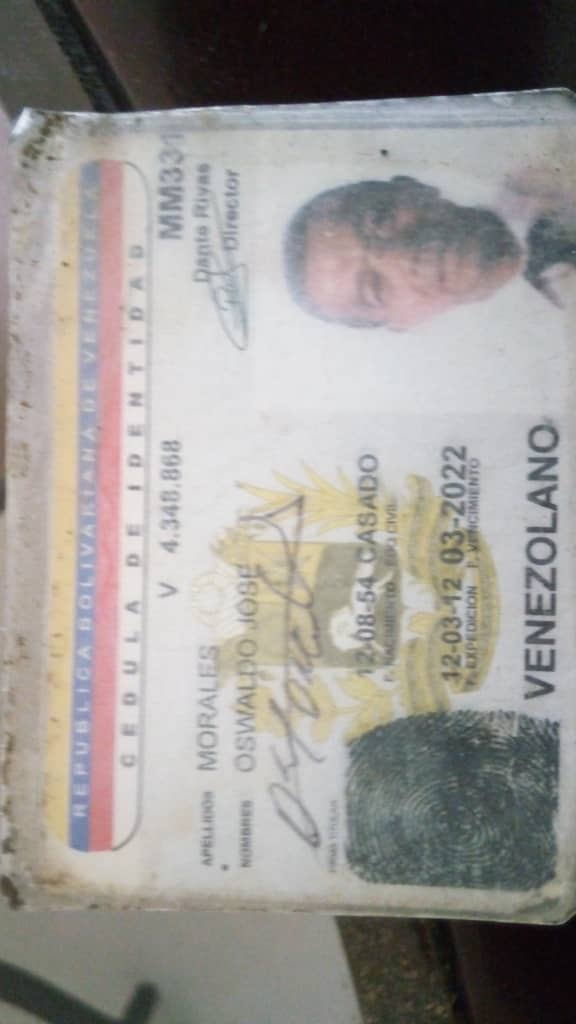 REPUBLICA BOLIVARIANA DE VENEZUELA
CEDULA DE IDENTIDAD
V 4.348.868 MM331
APELLIDOS MORALES
Dante Rivas
Director
NOMBRES OSWALDO JOSE
FIRMA TITULAR
12-08-54 CASADO
F. NACIMIENTO EDO CIVIL
12-03-12 03-2022
F. EXPEDICION F. VENCIMIENTO
VENEZOLANO